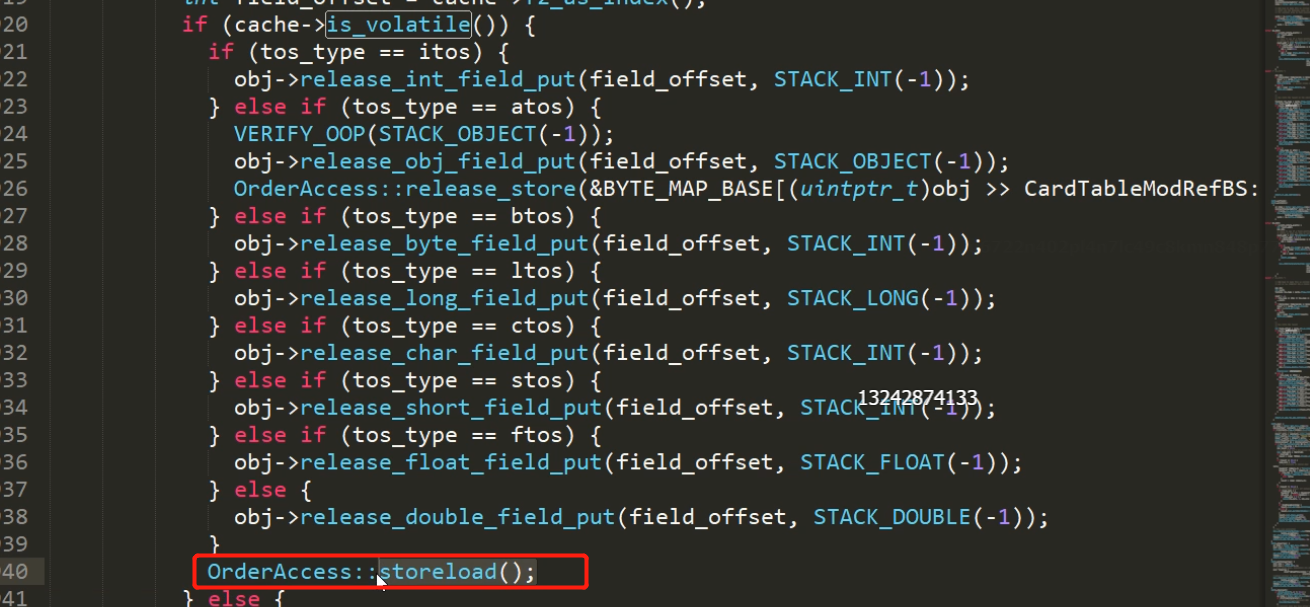 int field_offset = cache->f2_as_index();
20 if (cache->is_volatile()) {
21 if (tos_type == itos) {
22 obj->release_int_field_put(field_offset, STACK_INT(-1));
23 } else if (tos_type == atos) {
24 VERIFY_OOP(STACK_OBJECT(-1));
25 obj->release_obj_field_put(field_offset, STACK_OBJECT(-1));
26 OrderAccess::release_store(&BYTE_MAP_BASE[(uintptr_t)obj >> CardTableModRefBS:
27 } else if (tos_type == btos) {
28 obj->release_byte_field_put(field_offset, STACK_INT(-1));
29 } else if (tos_type == ltos) {
30 obj->release_long_field_put(field_offset, STACK_LONG(-1));
31 } else if (tos_type == ctos) {
32 obj->release_char_field_put(field_offset, STACK_INT(-1));
33 } else if (tos_type == stos) {
13242874133
34 obj->release_short_field_put(field_offset, STACK_INT(-1));
35 } else if (tos_type == ftos) {
36 obj->release_float_field_put(field_offset, STACK_FLOAT(-1));
37 } else {
38 obj->release_double_field_put(field_offset, STACK_DOUBLE(-1));
39 }
40 OrderAccess::storeload();
41 } else {